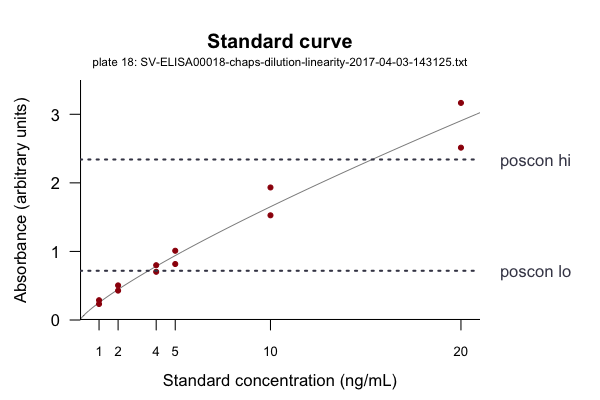 Standard curve
plate 18: SV-ELISA00018-chaps-dilution-linearity-2017-04-03-143125.txt
Absorbance (arbitrary units)
3
2
1
0
poscon hi
poscon lo
1 2 4 5 10 20
Standard concentration (ng/mL)